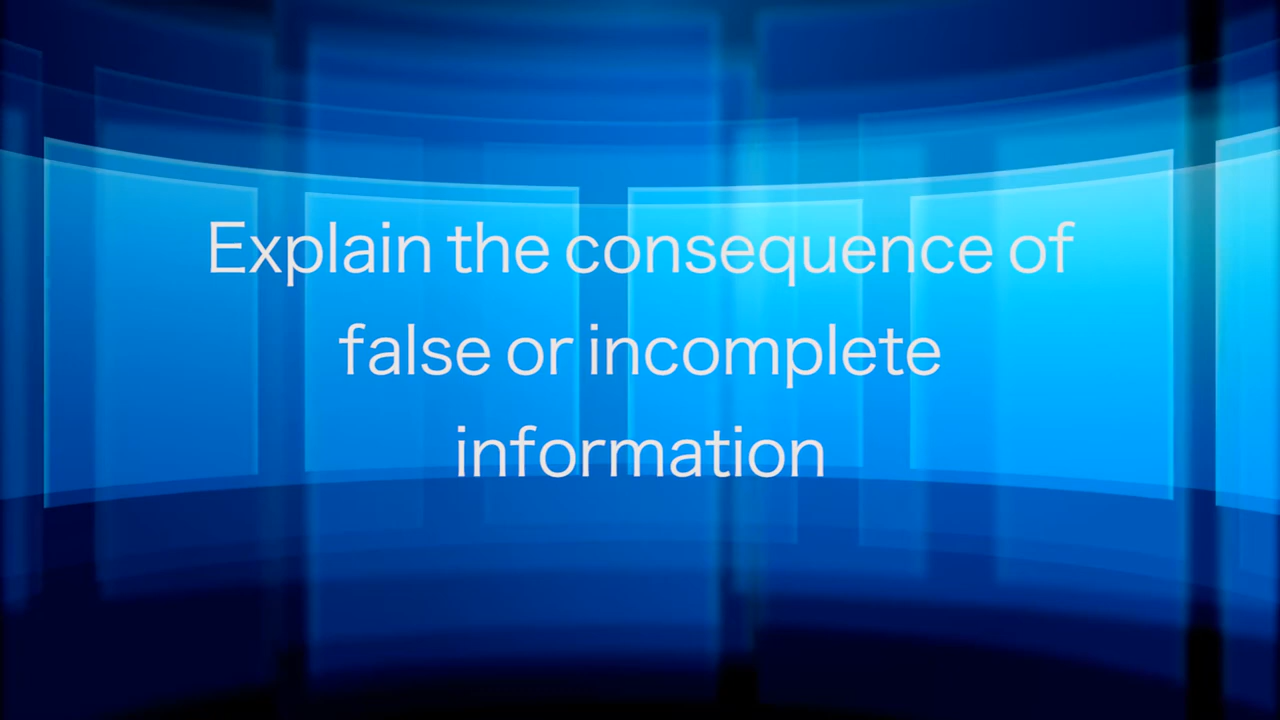 Explain the consequence of
false or incomplete
information